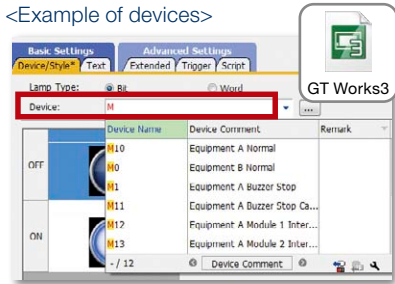 <Example of devices>
Basic Settings Advanced Settings
Device/Style* Text Extended Trigger Script
GT Works3
Lamp Type: Bit Word
Device: M ...
Device Name Device Comment Remark
M10 Equipment A Normal
M0 Equipment B Normal
M1 Equipment A Buzzer Stop
M11 Equipment A Buzzer Stop Ca...
M12 Equipment A Module 1 Inter...
M13 Equipment A Module 2 Inter...
- / 12 Device Comment
OFF
ON